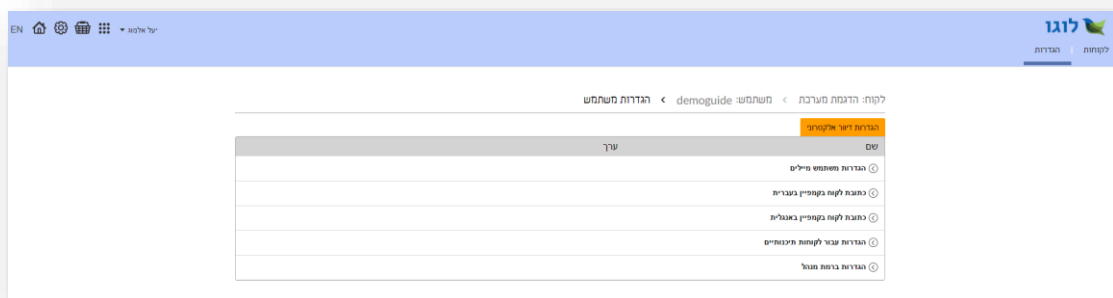 לוגו
יעל אלמוג EN
לקוחות | הגדרות
לקוח: הדגמת מערכת > משתמש: demoguide > הגדרות משתמש
הגדרות דיוור אלקטרוני
שם ערך
הגדרות משתמש מיילים
כתובת לקוח בקמפיין בעברית
כתובת לקוח בקמפיין באנגלית
הגדרות עבור לקוחות תיכנותיים
הגדרות ברמת מנהל